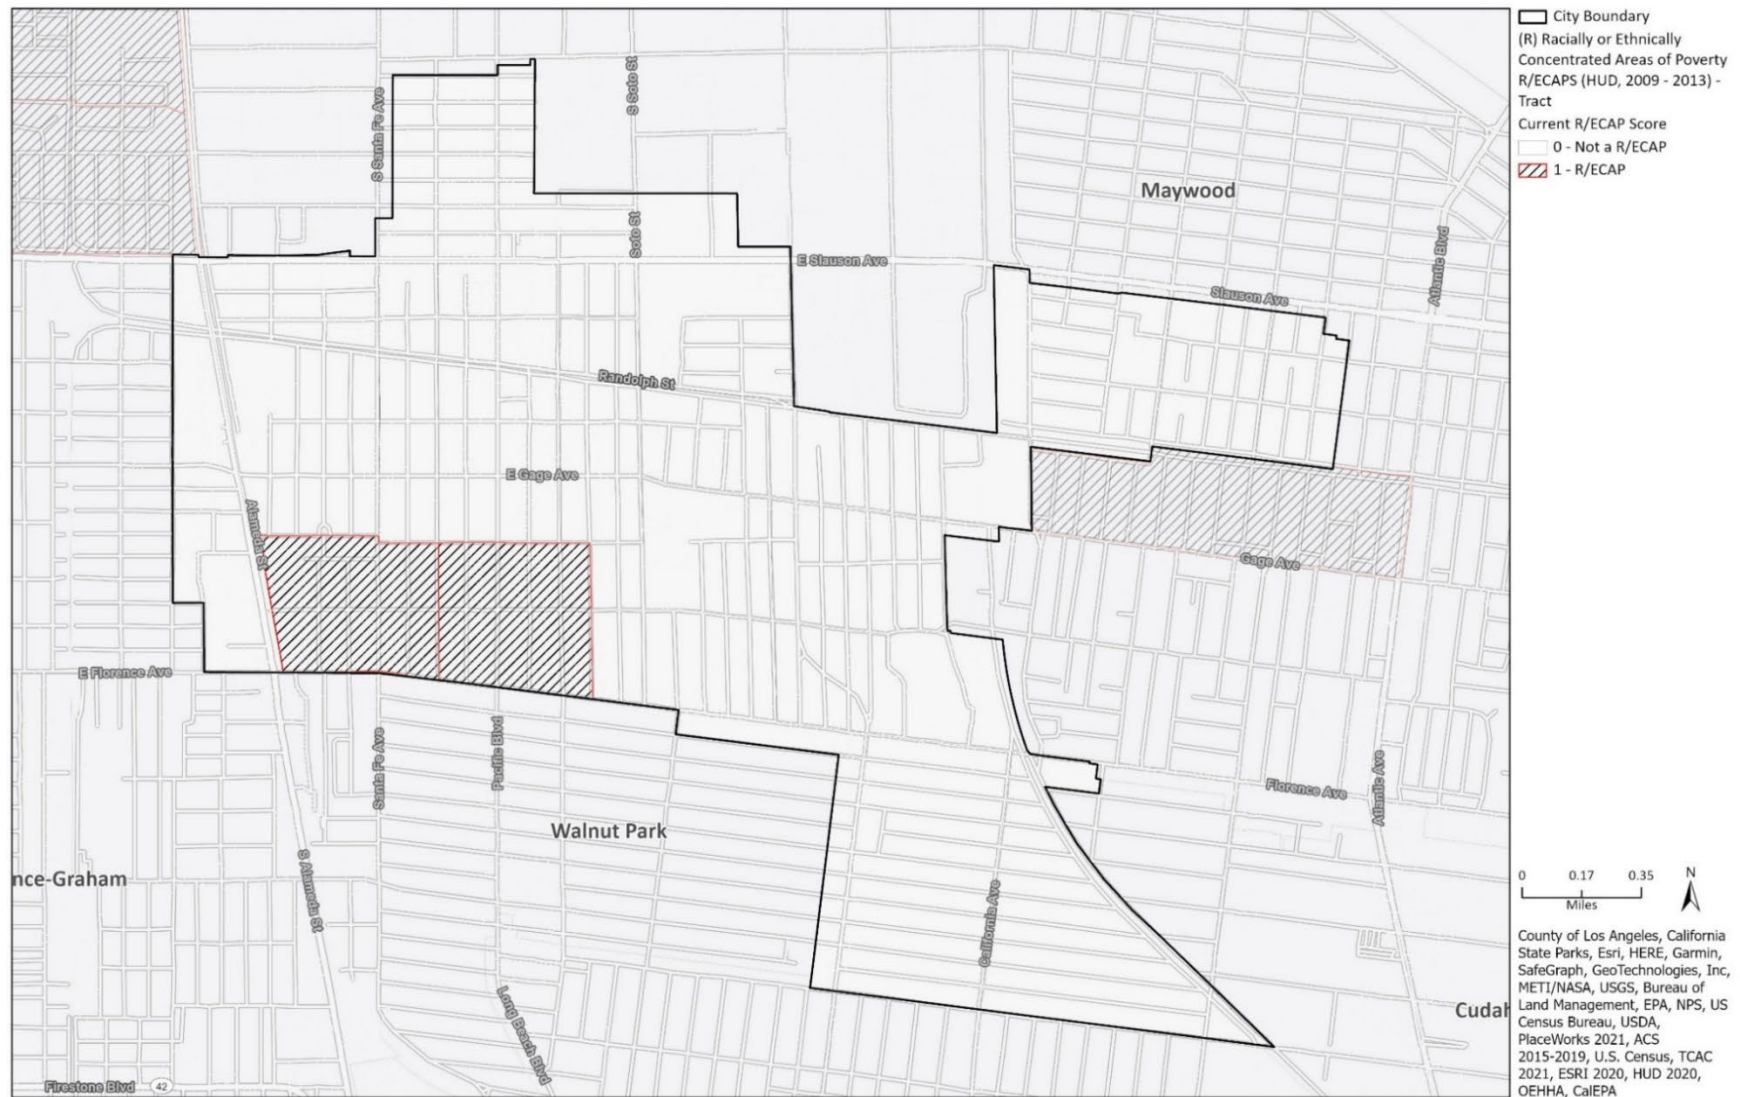 S Santa Fe Ave
S Soto St
Maywood
Soto St
E Slauson Ave
Slauson Ave
Atlantic Blvd
Randolph St
E Gage Ave
Alameda St
Gage Ave
E Florence Ave
Santa Fe Ave
Pacific Blvd
Florence Ave
Atlantic Ave
Walnut Park
nce-Graham
S Alameda St
California Ave
Long Beach Blvd
Cudah
Firestone Blvd
42
City Boundary
(R) Racially or Ethnically
Concentrated Areas of Poverty
R/ECAPS (HUD, 2009 - 2013) -
Tract
Current R/ECAP Score
0 - Not a R/ECAP
1 - R/ECAP
0 0.17 0.35
Miles
N
County of Los Angeles, California
State Parks, Esri, HERE, Garmin,
SafeGraph, GeoTechnologies, Inc,
METI/NASA, USGS, Bureau of
Land Management, EPA, NPS, US
Census Bureau, USDA,
PlaceWorks 2021, ACS
2015-2019, U.S. Census, TCAC
2021, ESRI 2020, HUD 2020,
OEHHA, CalEPA